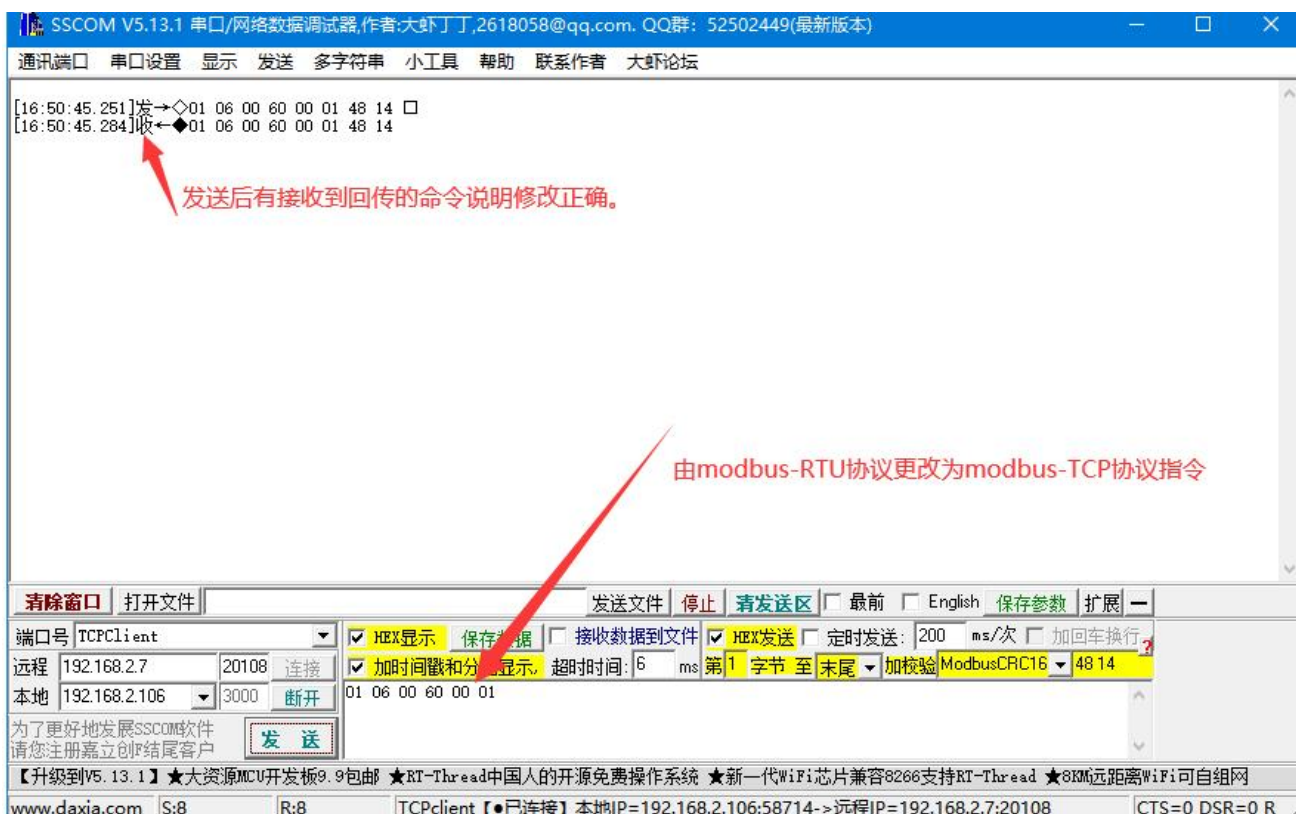 SSCOM V5.13.1 串口/网络数据调试器,作者:大虾丁丁,2618058@qq.com. QQ群: 52502449(最新版本)
通讯端口 串口设置 显示 发送 多字符串 小工具 帮助 联系作者 大虾论坛
[16:50:45.251]发→◇01 06 00 60 00 01 48 14 □
[16:50:45.284]收←◆01 06 00 60 00 01 48 14
发送后有接收到回传的命令说明修改正确。
由modbus-RTU协议更改为modbus-TCP协议指令
清除窗口 打开文件 发送文件 停止 清发送区 最前 English 保存参数 扩展 —
端口号 TCPClient HEX显示 保存数据 接收数据到文件 HEX发送 定时发送: 200 ms/次 加回车换行 ?
远程 192.168.2.7 20108 连接 加时间戳和分包显示, 超时时间: 6 ms 第1 字节 至 末尾 加校验 ModbusCRC16 48 14
本地 192.168.2.106 3000 断开 01 06 00 60 00 01
为了更好地发展SSCOM软件
请您注册嘉立创F结尾客户 发 送
【升级到V5.13.1】★大资源MCU开发板9.9包邮 ★RT-Thread中国人的开源免费操作系统 ★新一代WiFi芯片兼容8266支持RT-Thread ★8KM远距离WiFi可自组网
www.daxia.com S:8 R:8 TCPclient【●已连接】本地IP=192.168.2.106:58714->远程IP=192.168.2.7:20108 CTS=0 DSR=0 R